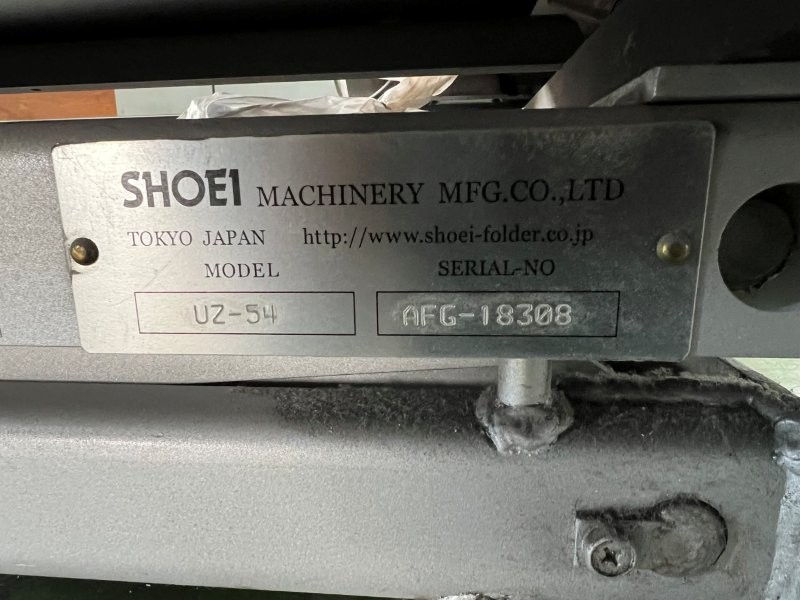 SHOEI MACHINERY MFG.CO.,LTD
TOKYO JAPAN http://www.shoei-folder.co.jp
MODEL SERIAL-NO
UZ-54 AFG-18308